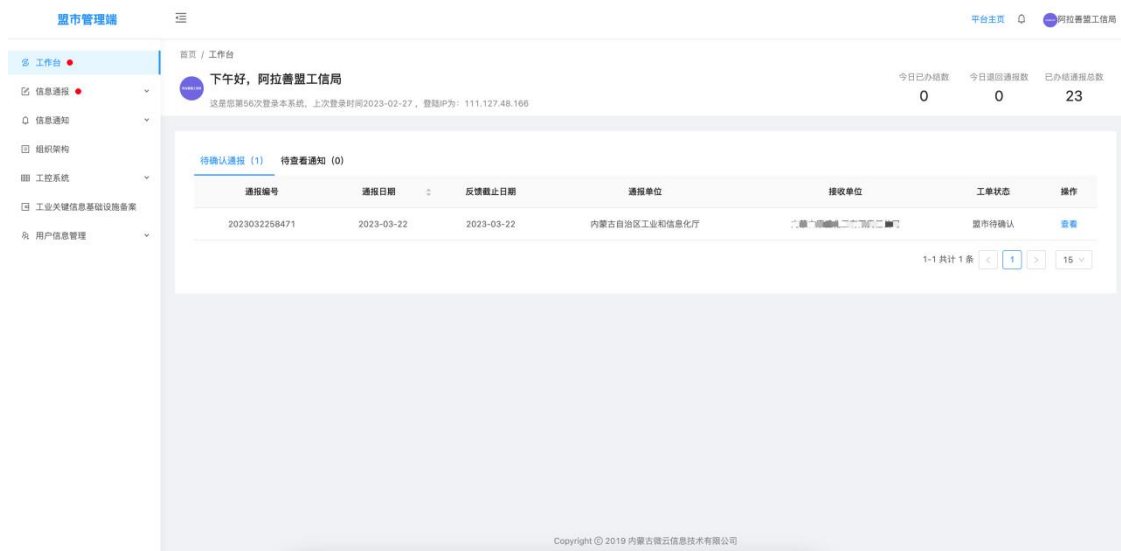 盟市管理端
平台主页 阿拉善盟工信局
工作台
信息通报
信息通知
组织架构
工控系统
工业关键信息基础设施备案
用户信息管理
首页 / 工作台
下午好，阿拉善盟工信局
这是您第56次登录本系统，上次登录时间2023-02-27 ，登陆IP为：111.127.48.166
今日已办结数 今日退回通报数 已办结通报总数
0 0 23
待确认通报（1） 待查看通知（0）
通报编号 通报日期 反馈截止日期 通报单位 接收单位 工单状态 操作
2023032258471 2023-03-22 2023-03-22 内蒙古自治区工业和信息化厅 盟市待确认 查看
1-1 共计 1 条 < 1 > 15
Copyright © 2019 内蒙古微云信息技术有限公司